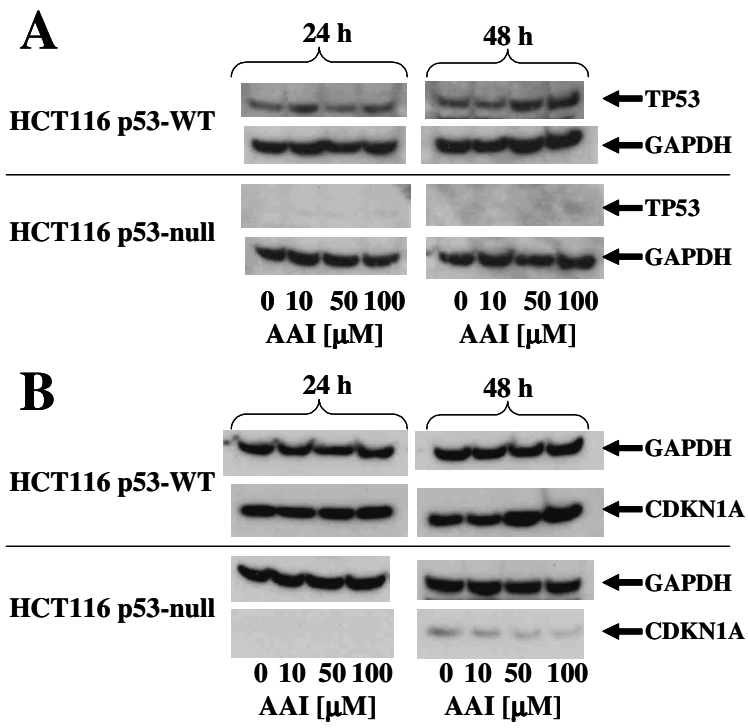 A
24 h 48 h
HCT116 p53-WT
TP53
GAPDH
HCT116 p53-null
TP53
GAPDH
0 10 50 100 0 10 50 100
AAI [μM] AAI [μM]
B
24 h 48 h
HCT116 p53-WT
GAPDH
CDKN1A
HCT116 p53-null
GAPDH
CDKN1A
0 10 50 100 0 10 50 100
AAI [μM] AAI [μM]